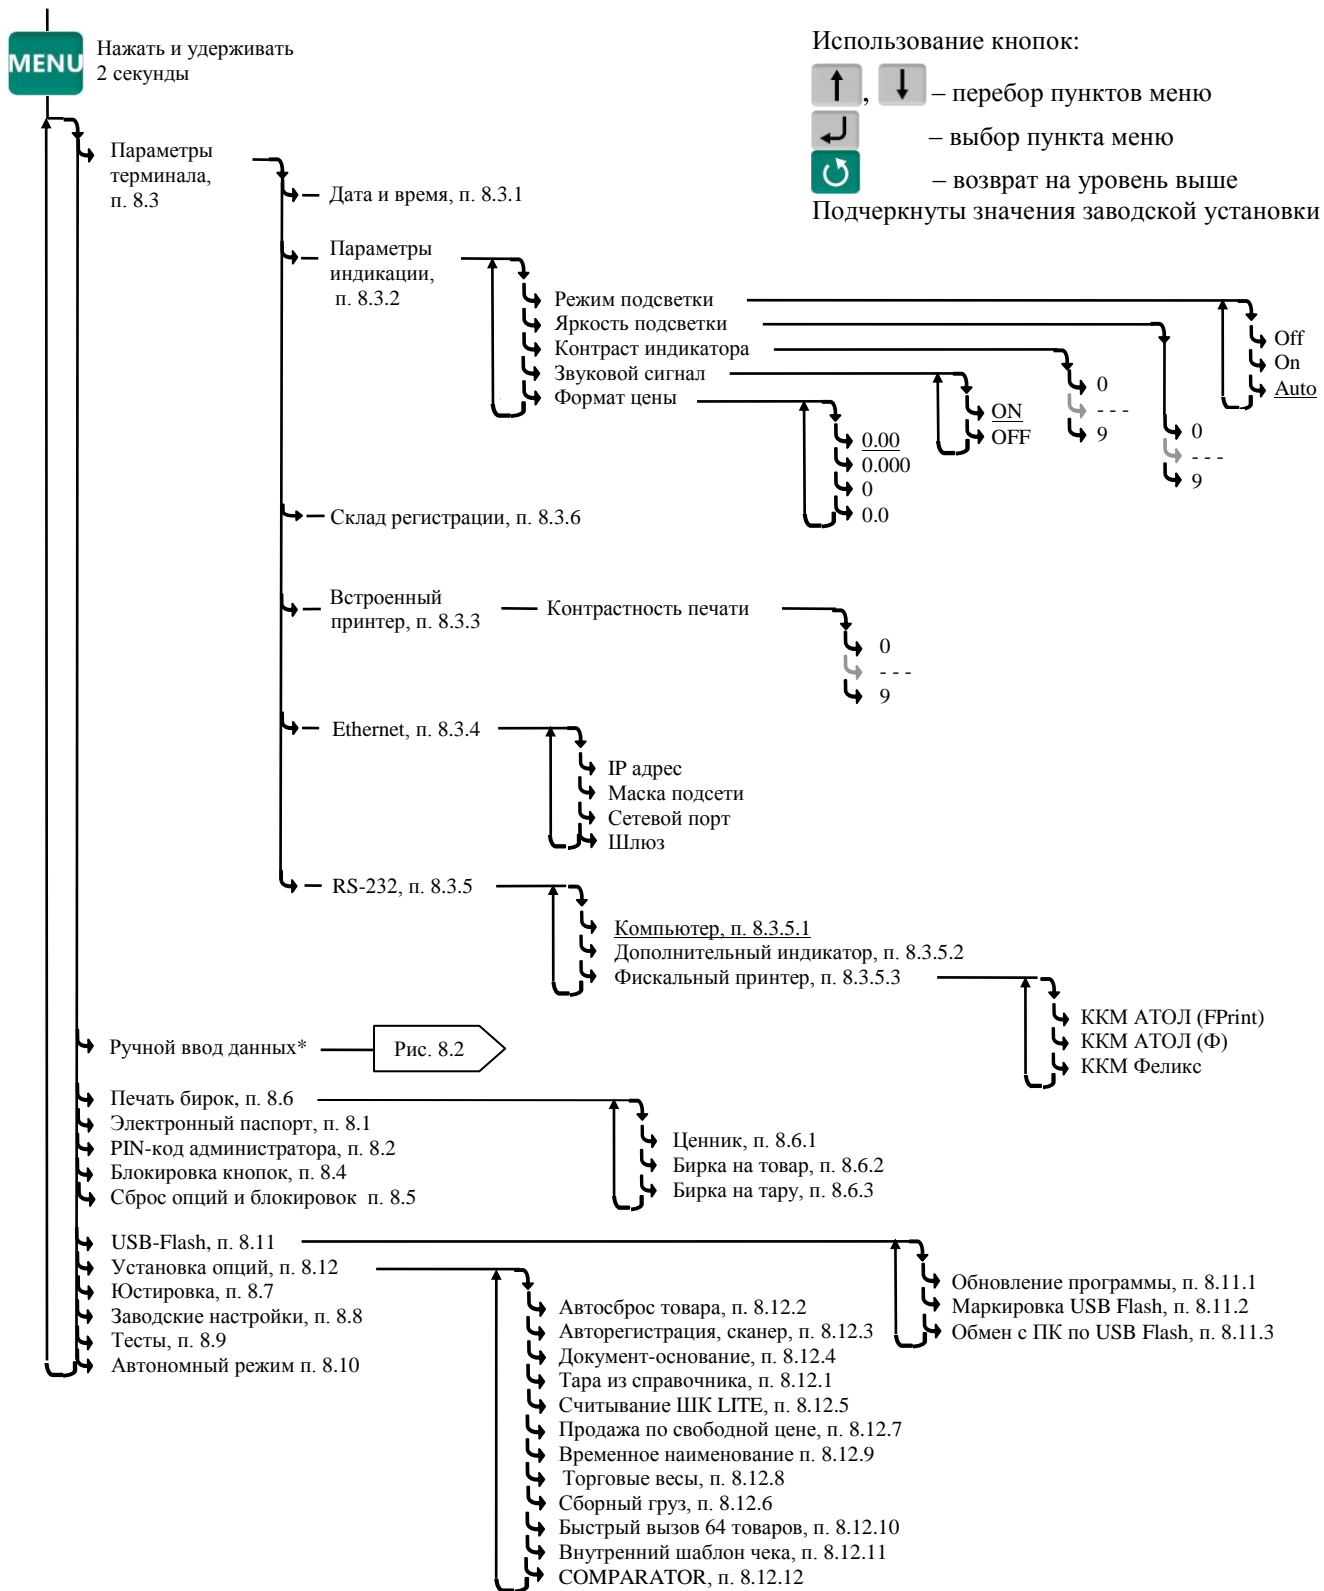 MENU
Нажать и удерживать
2 секунды
Использование кнопок:
, – перебор пунктов меню
– выбор пункта меню
– возврат на уровень выше
Подчеркнуты значения заводской установки
Параметры
терминала,
п. 8.3
Дата и время, п. 8.3.1
Параметры
индикации,
п. 8.3.2
Режим подсветки
Яркость подсветки
Контраст индикатора
Звуковой сигнал
Формат цены
Off
On
Auto
0
- - -
9
0
- - -
9
ON
OFF
0.00
0.000
0
0.0
Склад регистрации, п. 8.3.6
Встроенный
принтер, п. 8.3.3
Контрастность печати
0
- - -
9
Ethernet, п. 8.3.4
IP адрес
Маска подсети
Сетевой порт
Шлюз
RS-232, п. 8.3.5
Компьютер, п. 8.3.5.1
Дополнительный индикатор, п. 8.3.5.2
Фискальный принтер, п. 8.3.5.3
ККМ АТОЛ (FPrint)
ККМ АТОЛ (Ф)
ККМ Феликс
Ручной ввод данных*
Рис. 8.2
Печать бирок, п. 8.6
Электронный паспорт, п. 8.1
PIN-код администратора, п. 8.2
Блокировка кнопок, п. 8.4
Сброс опций и блокировок п. 8.5
Ценник, п. 8.6.1
Бирка на товар, п. 8.6.2
Бирка на тару, п. 8.6.3
USB-Flash, п. 8.11
Установка опций, п. 8.12
Юстировка, п. 8.7
Заводские настройки, п. 8.8
Тесты, п. 8.9
Автономный режим п. 8.10
Обновление программы, п. 8.11.1
Маркировка USB Flash, п. 8.11.2
Обмен с ПК по USB Flash, п. 8.11.3
Автосброс товара, п. 8.12.2
Авторегистрация, сканер, п. 8.12.3
Документ-основание, п. 8.12.4
Тара из справочника, п. 8.12.1
Считывание ШК LITE, п. 8.12.5
Продажа по свободной цене, п. 8.12.7
Временное наименование п. 8.12.9
Торговые весы, п. 8.12.8
Сборный груз, п. 8.12.6
Быстрый вызов 64 товаров, п. 8.12.10
Внутренний шаблон чека, п. 8.12.11
COMPARATOR, п. 8.12.12